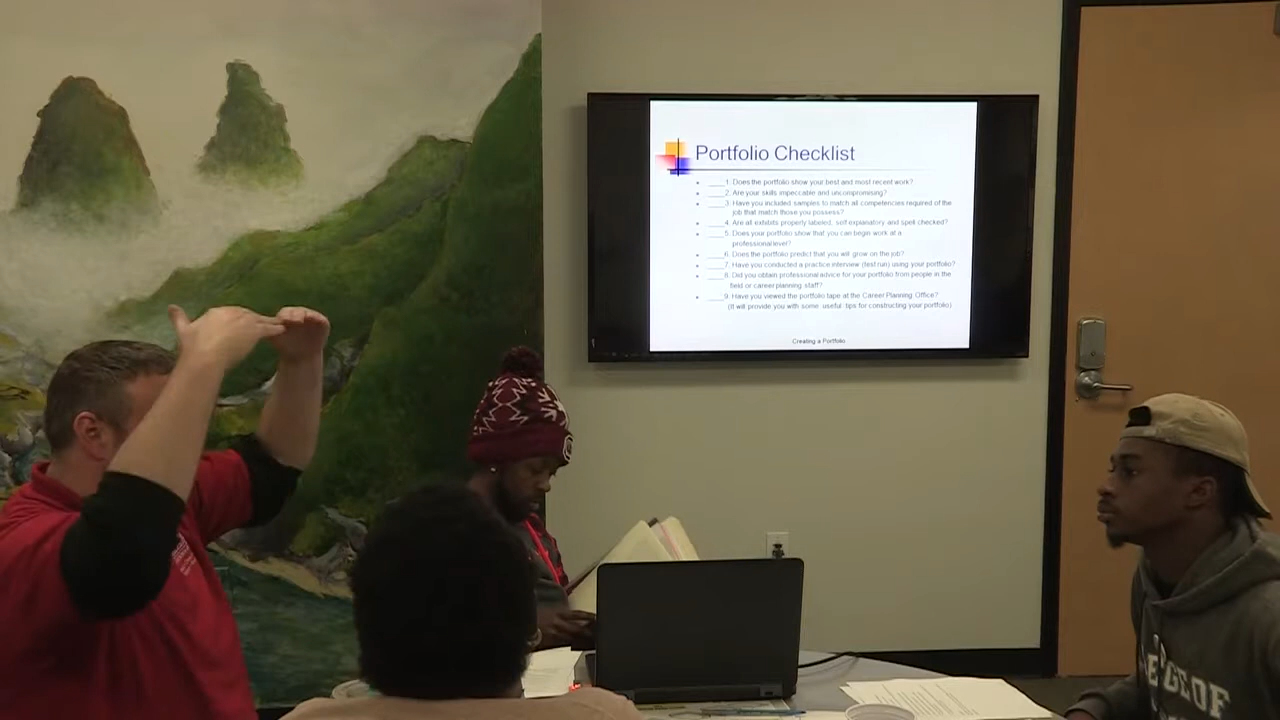 Portfolio Checklist
____1. Does the portfolio show your best and most recent work?
____2. Are your skills impeccable and uncompromising?
____3. Have you included samples to match all competencies required of the
job that match those you possess?
____4. Are all exhibits properly labeled, self explanatory and spell checked?
____5. Does your portfolio show that you can begin work at a
professional level?
____6. Does the portfolio predict that you will grow on the job?
____7. Have you conducted a practice interview (test run) using your portfolio?
____8. Did you obtain professional advice for your portfolio from people in the
field or career planning staff?
____9. Have you viewed the portfolio tape at the Career Planning Office?
(It will provide you with some useful tips for constructing your portfolio)
Creating a Portfolio
EGE OF